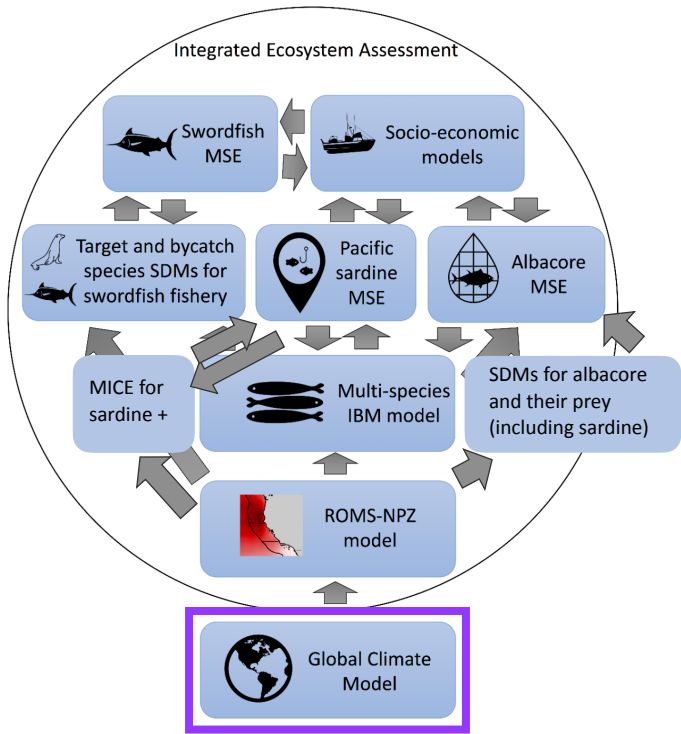 Integrated Ecosystem Assessment
Swordfish
MSE
Socio-economic
models
Target and bycatch
species SDMs for
swordfish fishery
Pacific
sardine
MSE
Albacore
MSE
MICE for
sardine +
Multi-species
IBM model
SDMs for albacore
and their prey
(including sardine)
ROMS-NPZ
model
Global Climate
Model